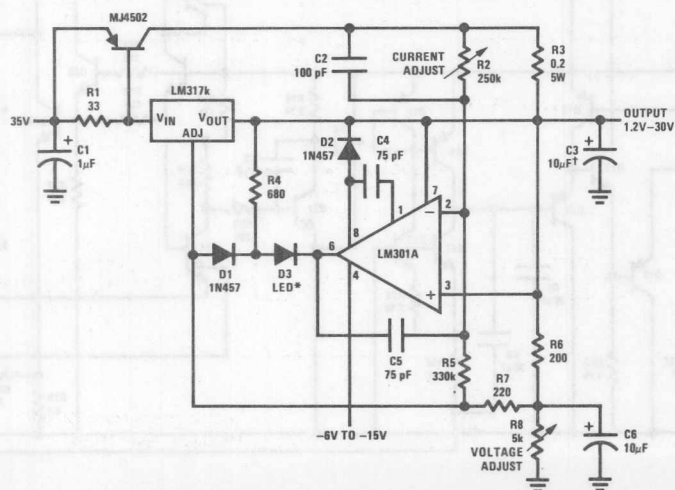 MJ4502
C2
100 pF
CURRENT
ADJUST
R2
250k
R3
0.2
5W
R1
33
LM317k
35V
VIN
VOUT
ADJ
OUTPUT
1.2V–30V
C1
1μF
+
R4
680
D2
1N457
C4
75 pF
7
1
8
–
2
C3
10μF†
+
6
LM301A
4
+
3
D1
1N457
D3
LED*
C5
75 pF
R5
330k
R6
200
R7
220
–6V TO –15V
R8
5k
VOLTAGE
ADJUST
+
C6
10μF